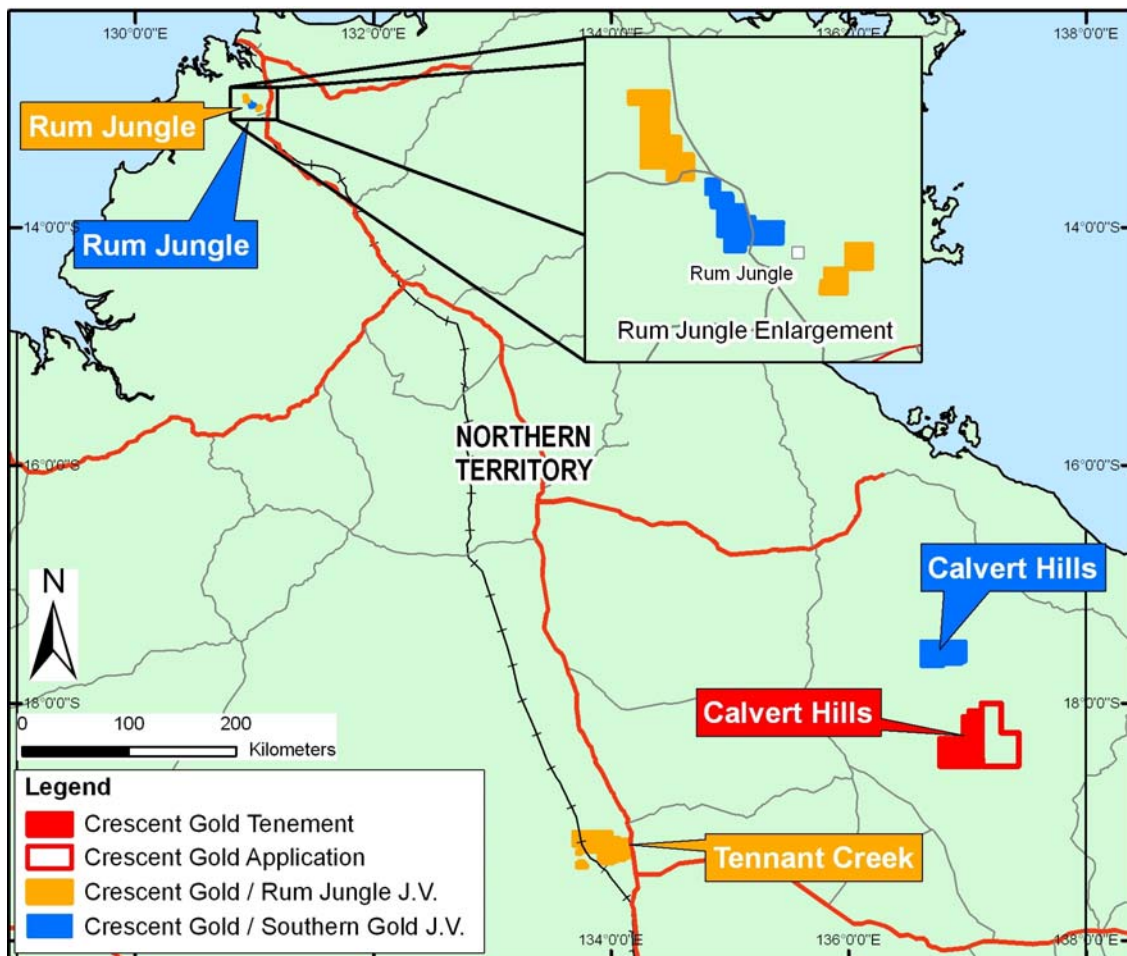 130°0'0"E
132°0'0"E
134°0'0"E
136°0'0"E
138°0'0"E
Rum Jungle
Rum Jungle
Rum Jungle
Rum Jungle Enlargement
14°0'0"S
14°0'0"S
NORTHERN
TERRITORY
16°0'0"S
16°0'0"S
Calvert Hills
N
Calvert Hills
18°0'0"S
18°0'0"S
0 100 200
Kilometers
Legend
Crescent Gold Tenement
Crescent Gold Application
Crescent Gold / Rum Jungle J.V.
Crescent Gold / Southern Gold J.V.
Tennant Creek
134°0'0"E
136°0'0"E
138°0'0"E